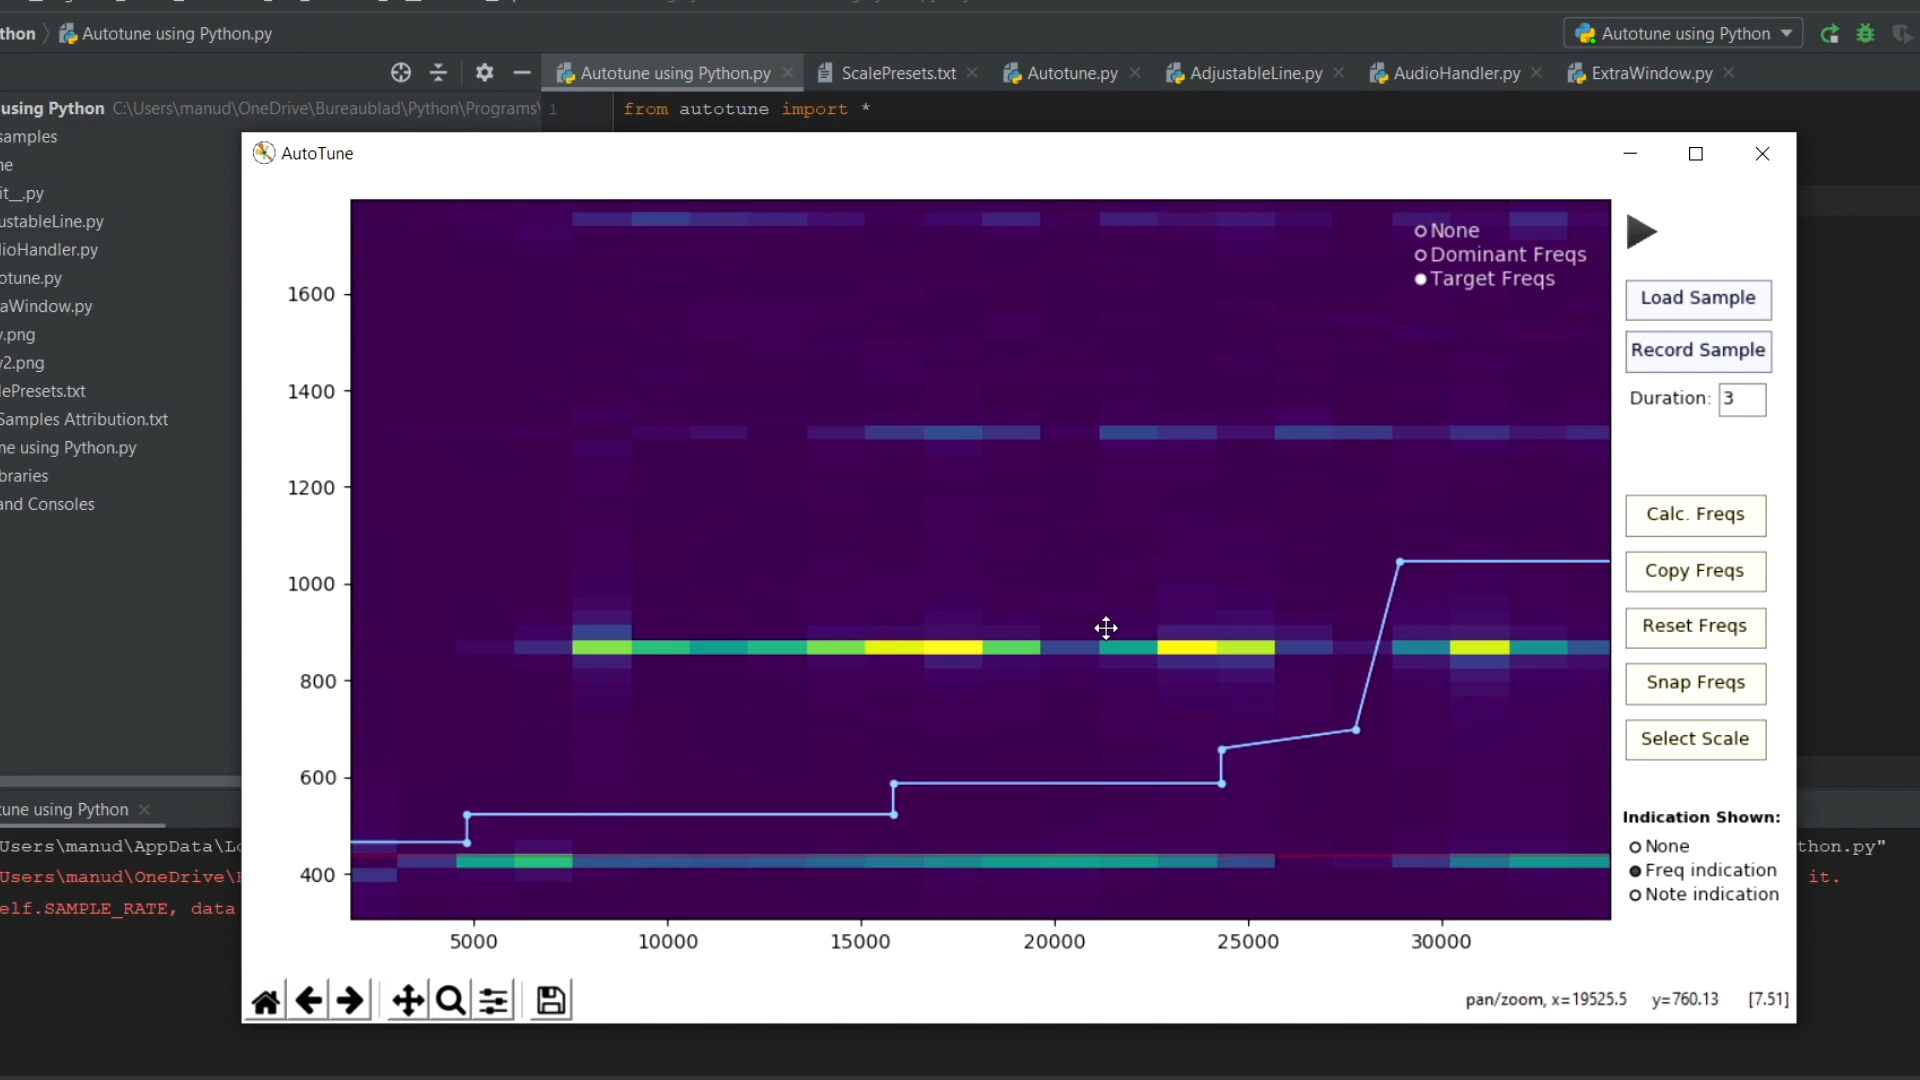 thon
Autotune using Python.py
Autotune using Python
Autotune using Python.py
ScalePresets.txt
Autotune.py
AdjustableLine.py
AudioHandler.py
ExtraWindow.py
using Python C:\Users\manud\OneDrive\Bureaublad\Python\Programs\
1
from autotune import *
samples
ne
it__.py
ustableLine.py
ioHandler.py
otune.py
aWindow.py
.png
2.png
lePresets.txt
Samples Attribution.txt
ne using Python.py
braries
and Consoles
AutoTune
None
Dominant Freqs
Target Freqs
1600
1400
1200
1000
800
600
400
5000
10000
15000
20000
25000
30000
Load Sample
Record Sample
Duration: 3
Calc. Freqs
Copy Freqs
Reset Freqs
Snap Freqs
Select Scale
Indication Shown:
None
Freq indication
Note indication
pan/zoom, x=19525.5 y=760.13 [7.51]
tune using Python
Users\manud\AppData\Lo
thon.py"
Users\manud\OneDrive\
it.
elf.SAMPLE_RATE, data